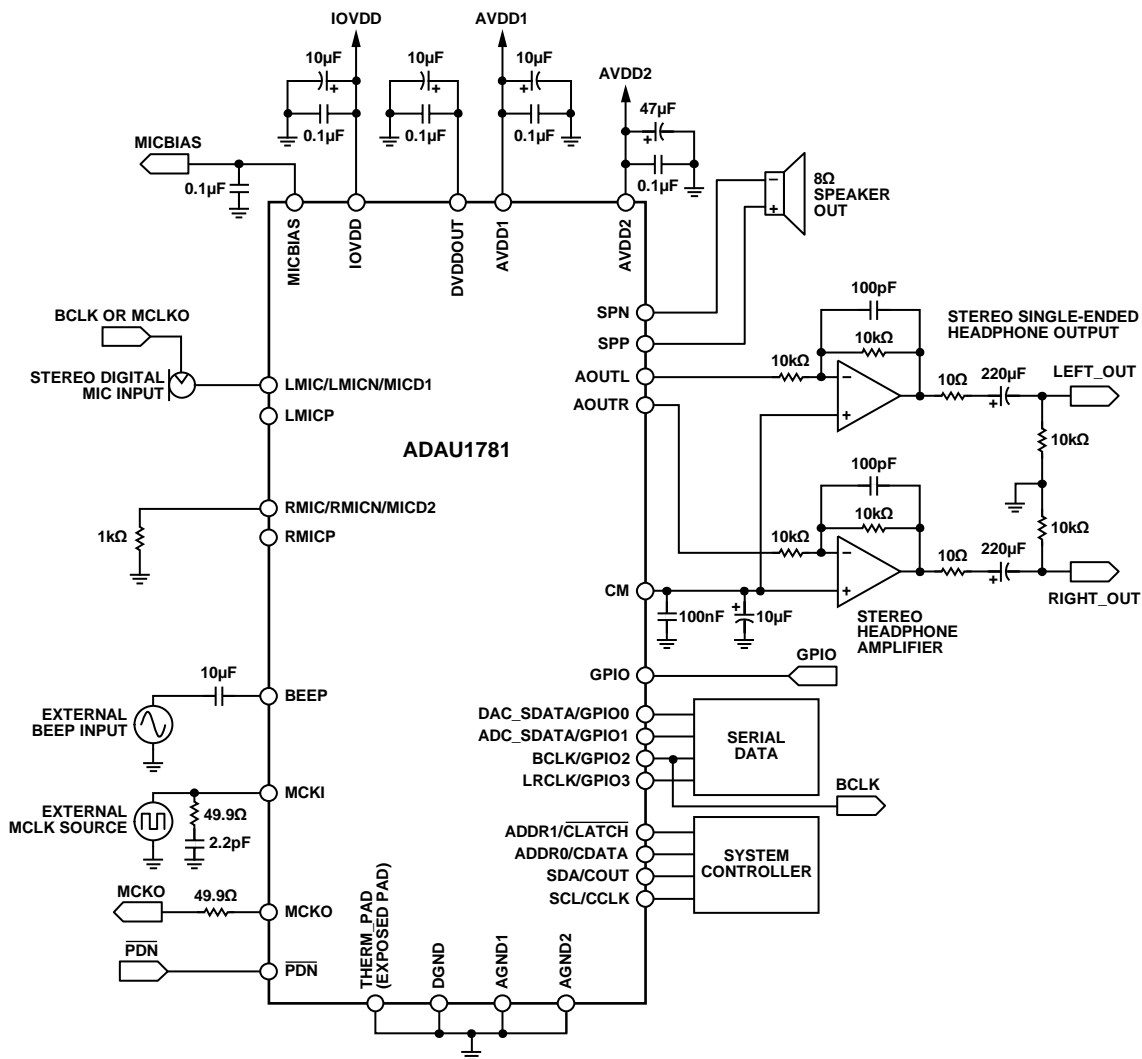 IOVDD
AVDD1
10µF
10µF
10µF
AVDD2
+
+
+
47µF
MICBIAS
0.1µF
0.1µF
0.1µF
+
0.1µF
0.1µF
8Ω
SPEAKER
OUT
−
+
MICBIAS
IOVDD
DVDDOUT
AVDD1
AVDD2
BCLK OR MCLKO
STEREO DIGITAL
MIC INPUT
LMIC/LMICN/MICD1
LMICP
ADAU1781
RMIC/RMICN/MICD2
RMICP
1kΩ
SPN
SPP
AOUTL
AOUTR
100pF
10kΩ
10kΩ
−
+
STEREO SINGLE-ENDED
HEADPHONE OUTPUT
10Ω
220µF
+
LEFT_OUT
10kΩ
100pF
10kΩ
10kΩ
−
+
10kΩ
10Ω
220µF
+
RIGHT_OUT
CM
100nF
+
10µF
STEREO
HEADPHONE
AMPLIFIER
GPIO
GPIO
10µF
BEEP
EXTERNAL
BEEP INPUT
DAC_SDATA/GPIO0
ADC_SDATA/GPIO1
BCLK/GPIO2
LRCLK/GPIO3
SERIAL
DATA
BCLK
MCKI
EXTERNAL
MCLK SOURCE
49.9Ω
2.2pF
ADDR1/CLATCH
ADDR0/CDATA
SDA/COUT
SCL/CCLK
SYSTEM
CONTROLLER
MCKO
49.9Ω
MCKO
PDN
PDN
THERM_PAD
(EXPOSED PAD)
DGND
AGND1
AGND2